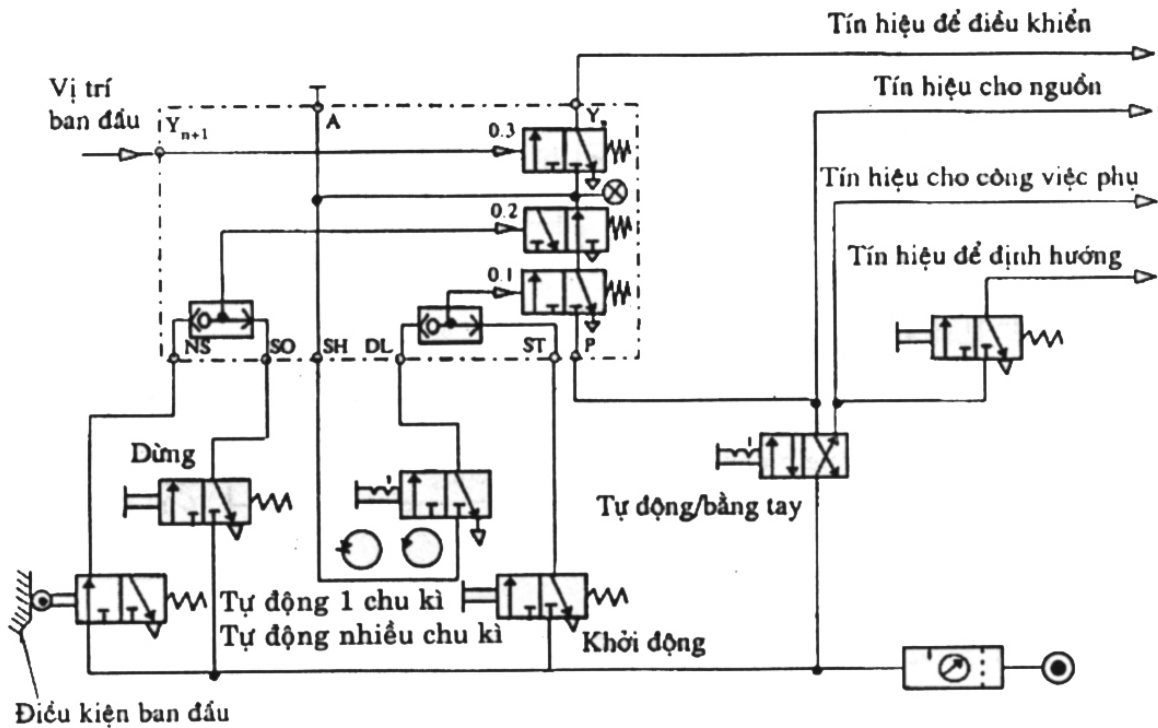 Tín hiệu để điều khiển
Vị trí
ban đầu
Tín hiệu cho nguồn
Y n+1
A
Y n
0.3
Tín hiệu cho công việc phụ
0.2
Tín hiệu để định hướng
0.1
NS
SO
SH
DL
ST
P
Dừng
Tự động/bằng tay
Tự động 1 chu kì
Tự động nhiều chu kì
Khởi động
Điều kiện ban đầu